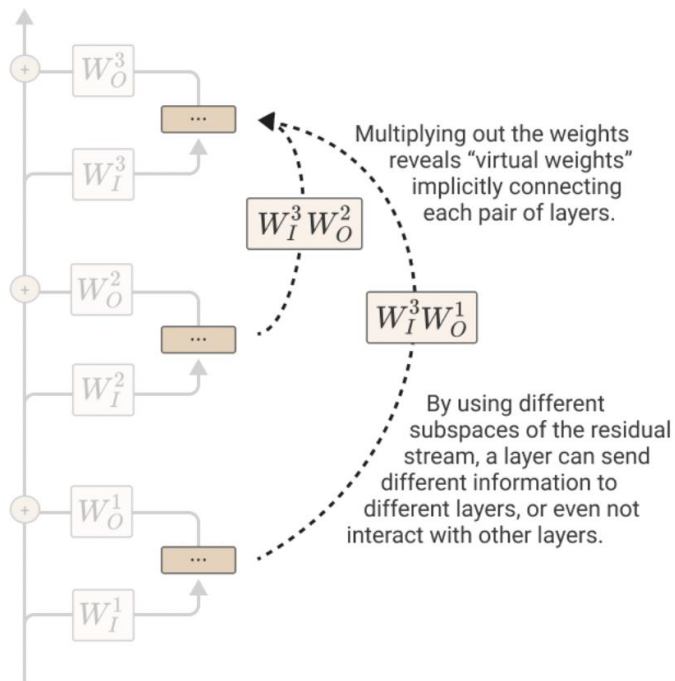 +
W_O^3
...
W_I^3
Multiplying out the weights
reveals “virtual weights”
implicitly connecting
each pair of layers.
W_I^3 W_O^2
+
W_O^2
...
W_I^2
W_I^3 W_O^1
By using different
subspaces of the residual
stream, a layer can send
different information to
different layers, or even not
interact with other layers.
+
W_O^1
...
W_I^1